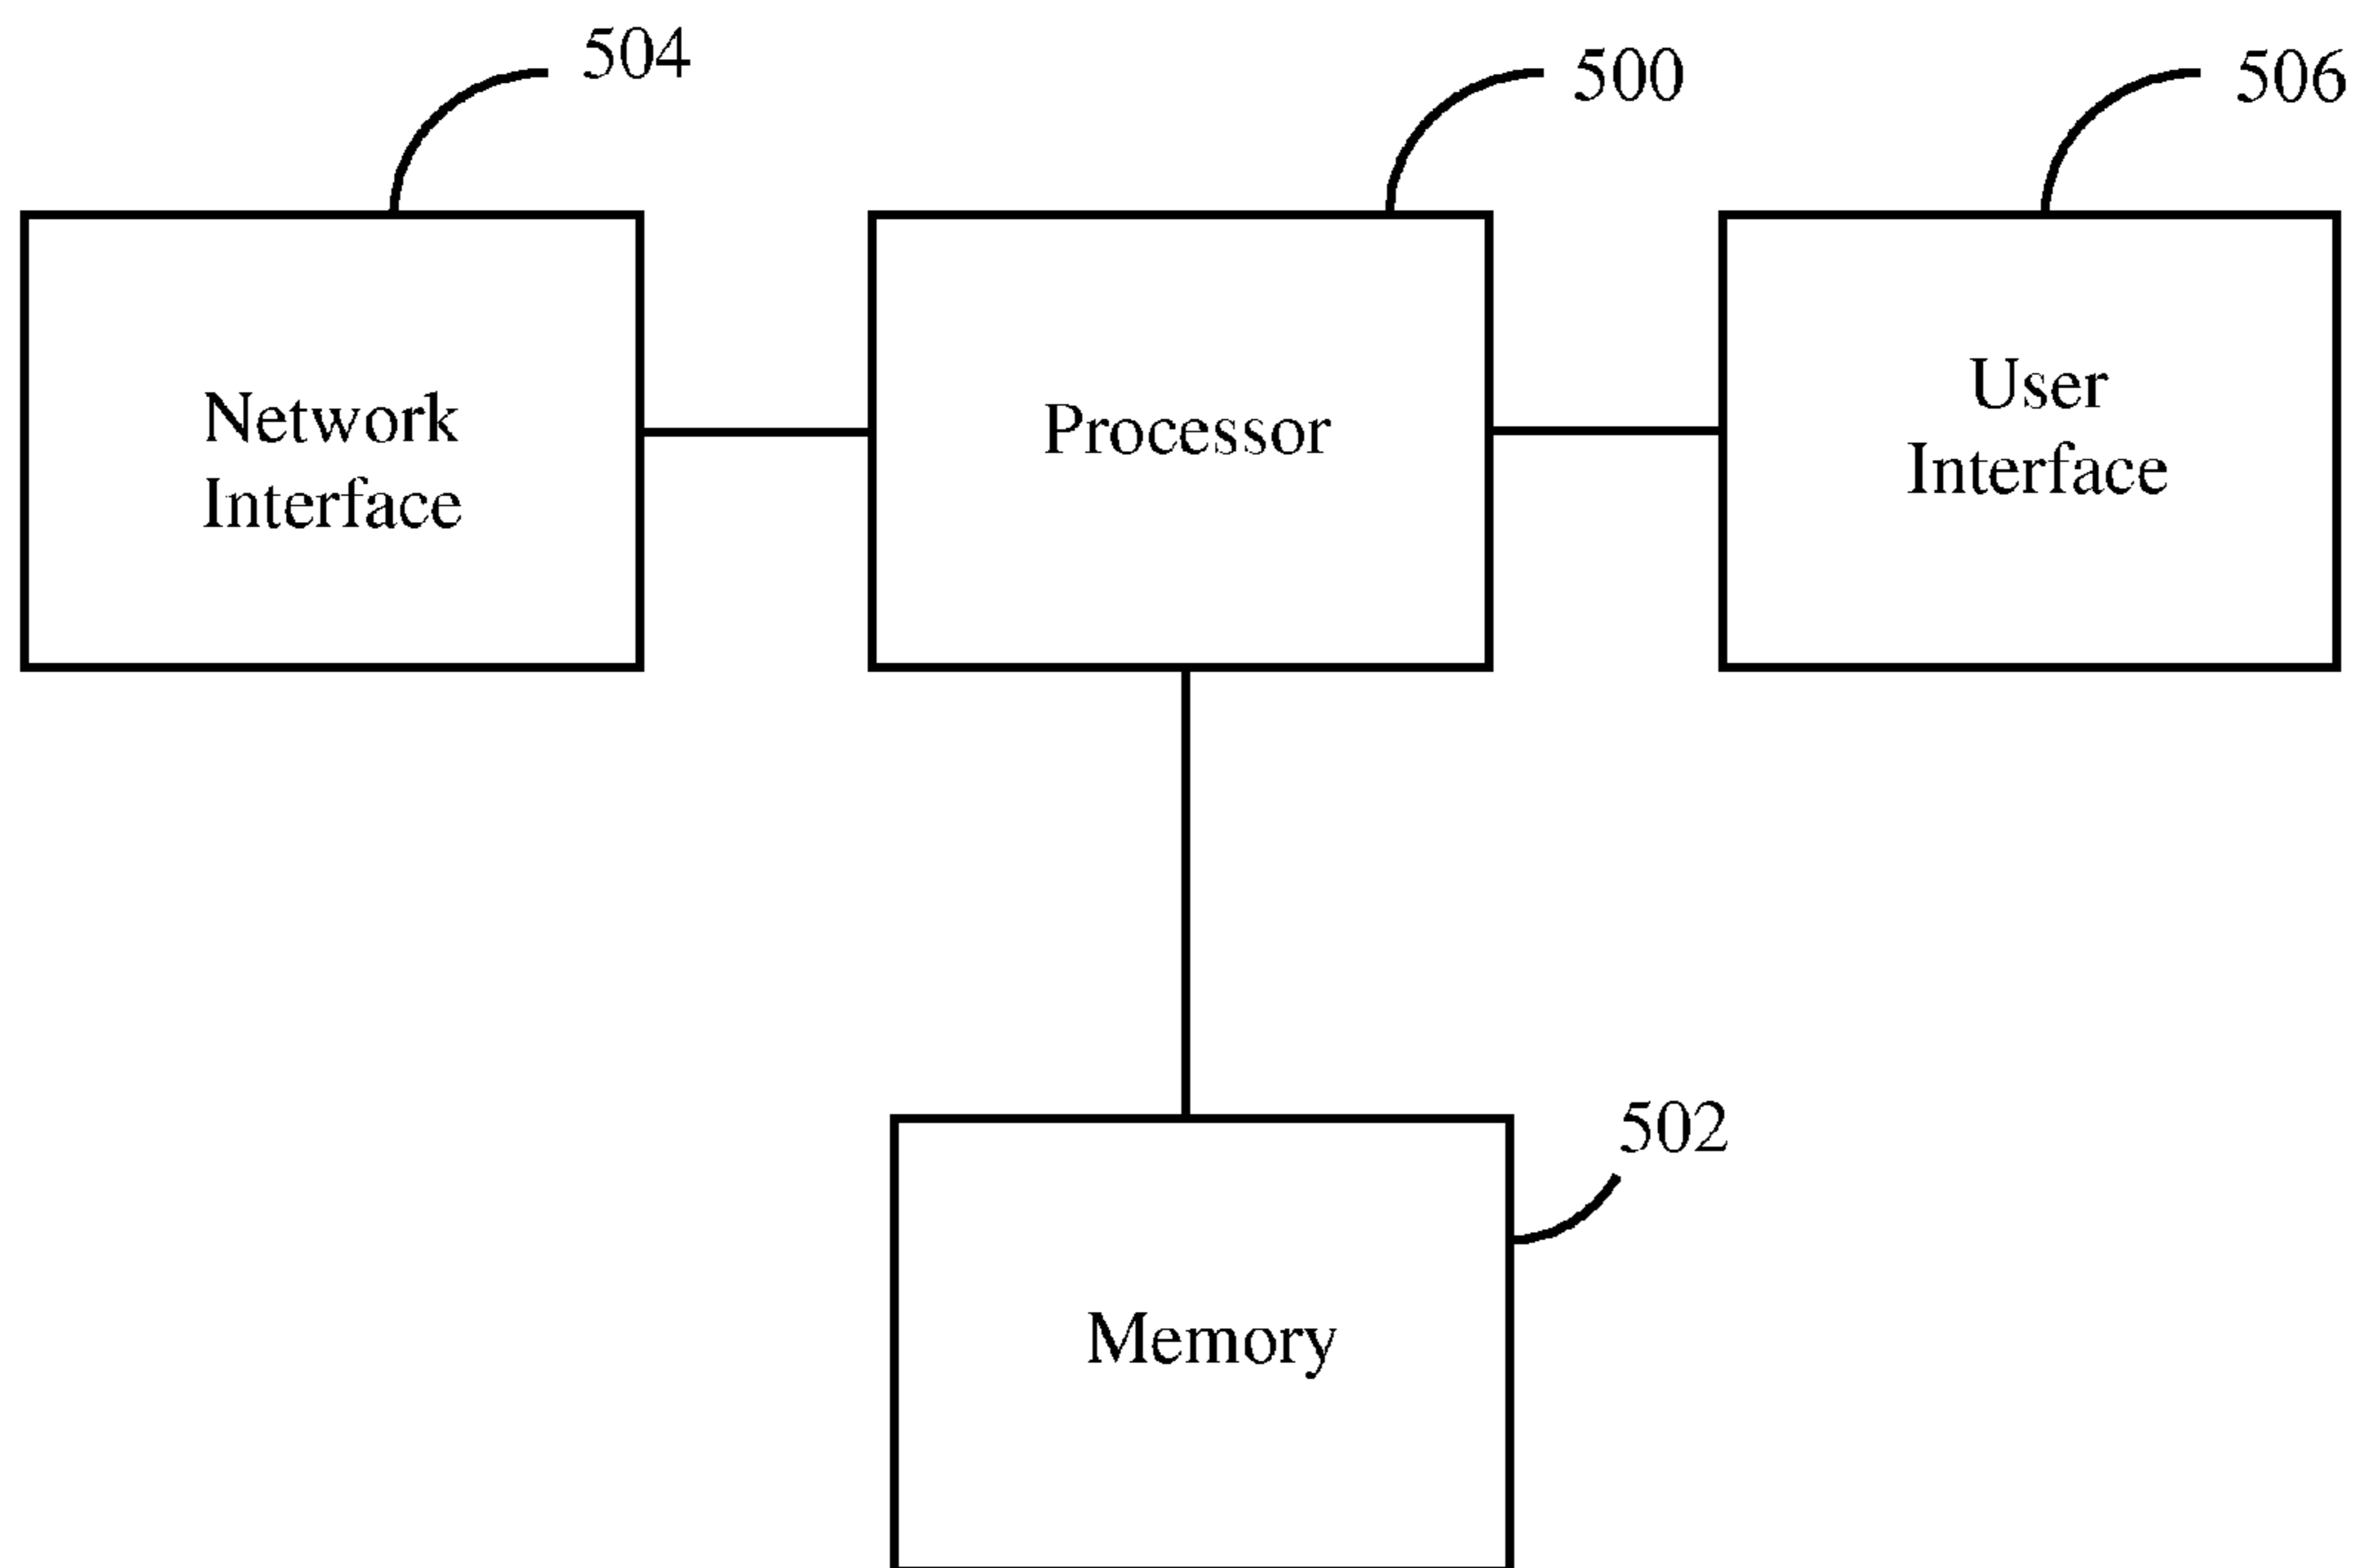 504
500
506
Network
Interface
Processor
User
Interface
502
Memory